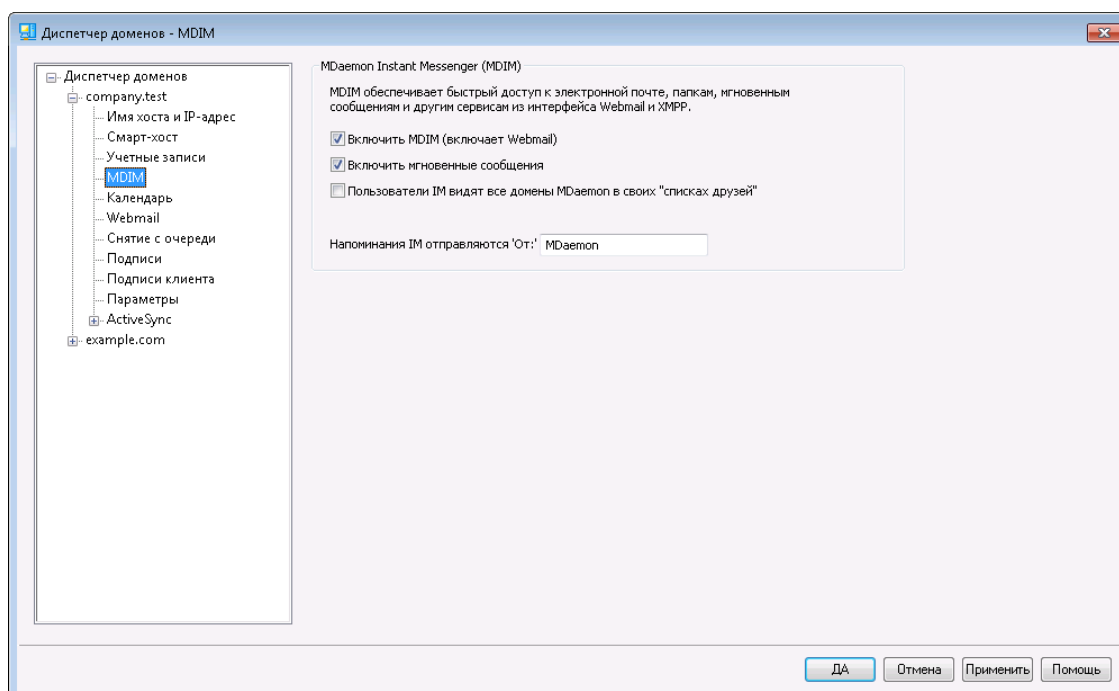 Диспетчер доменов - MDIM
Диспетчер доменов
company.test
Имя хоста и IP-адрес
Смарт-хост
Учетные записи
MDIM
Календарь
Webmail
Снятие с очереди
Подписи
Подписи клиента
Параметры
ActiveSync
example.com
MDaemon Instant Messenger (MDIM)
MDIM обеспечивает быстрый доступ к электронной почте, папкам, мгновенным
сообщениям и другим сервисам из интерфейса Webmail и XMPP.
Включить MDIM (включает Webmail)
Включить мгновенные сообщения
Пользователи IM видят все домены MDaemon в своих "списках друзей"
Напоминания IM отправляются 'От:' MDaemon
ДА Отмена Применить Помощь